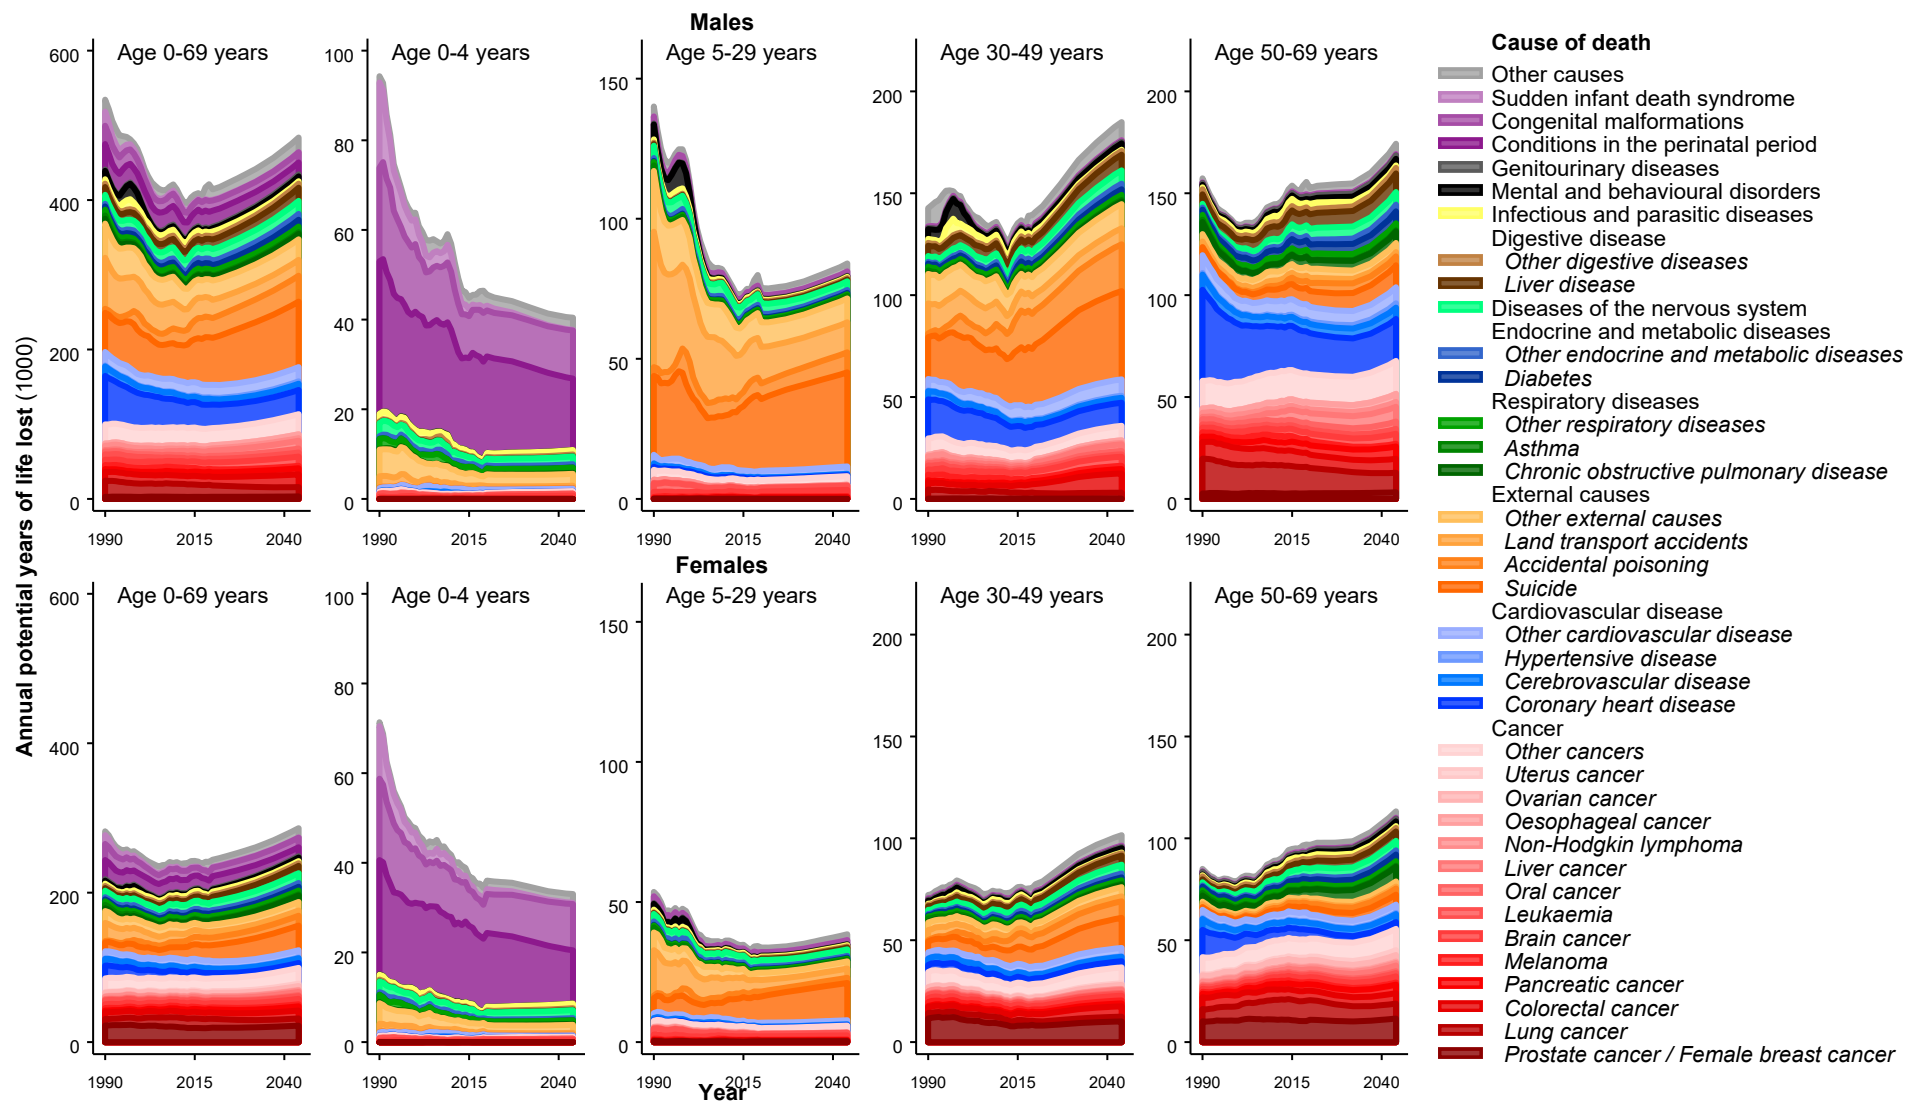 Males
Age 0-69 years
Age 0-4 years
Age 5-29 years
Age 30-49 years
Age 50-69 years
600
400
200
0
1990 2015 2040
100
80
60
40
20
0
1990 2015 2040
150
100
50
0
1990 2015 2040
200
150
100
50
0
1990 2015 2040
200
150
100
50
0
1990 2015 2040
Females
Age 0-69 years
Age 0-4 years
Age 5-29 years
Age 30-49 years
Age 50-69 years
600
400
200
0
1990 2015 2040
100
80
60
40
20
0
1990 2015 2040
150
100
50
0
1990 2015 2040
200
150
100
50
0
1990 2015 2040
200
150
100
50
0
1990 2015 2040
Year
Annual potential years of life lost (1000)
Cause of death
Other causes
Sudden infant death syndrome
Congenital malformations
Conditions in the perinatal period
Genitourinary diseases
Mental and behavioural disorders
Infectious and parasitic diseases
Digestive disease
Other digestive diseases
Liver disease
Diseases of the nervous system
Endocrine and metabolic diseases
Other endocrine and metabolic diseases
Diabetes
Respiratory diseases
Other respiratory diseases
Asthma
Chronic obstructive pulmonary disease
External causes
Other external causes
Land transport accidents
Accidental poisoning
Suicide
Cardiovascular disease
Other cardiovascular disease
Hypertensive disease
Cerebrovascular disease
Coronary heart disease
Cancer
Other cancers
Uterus cancer
Ovarian cancer
Oesophageal cancer
Non-Hodgkin lymphoma
Liver cancer
Oral cancer
Leukaemia
Brain cancer
Melanoma
Pancreatic cancer
Colorectal cancer
Lung cancer
Prostate cancer / Female breast cancer